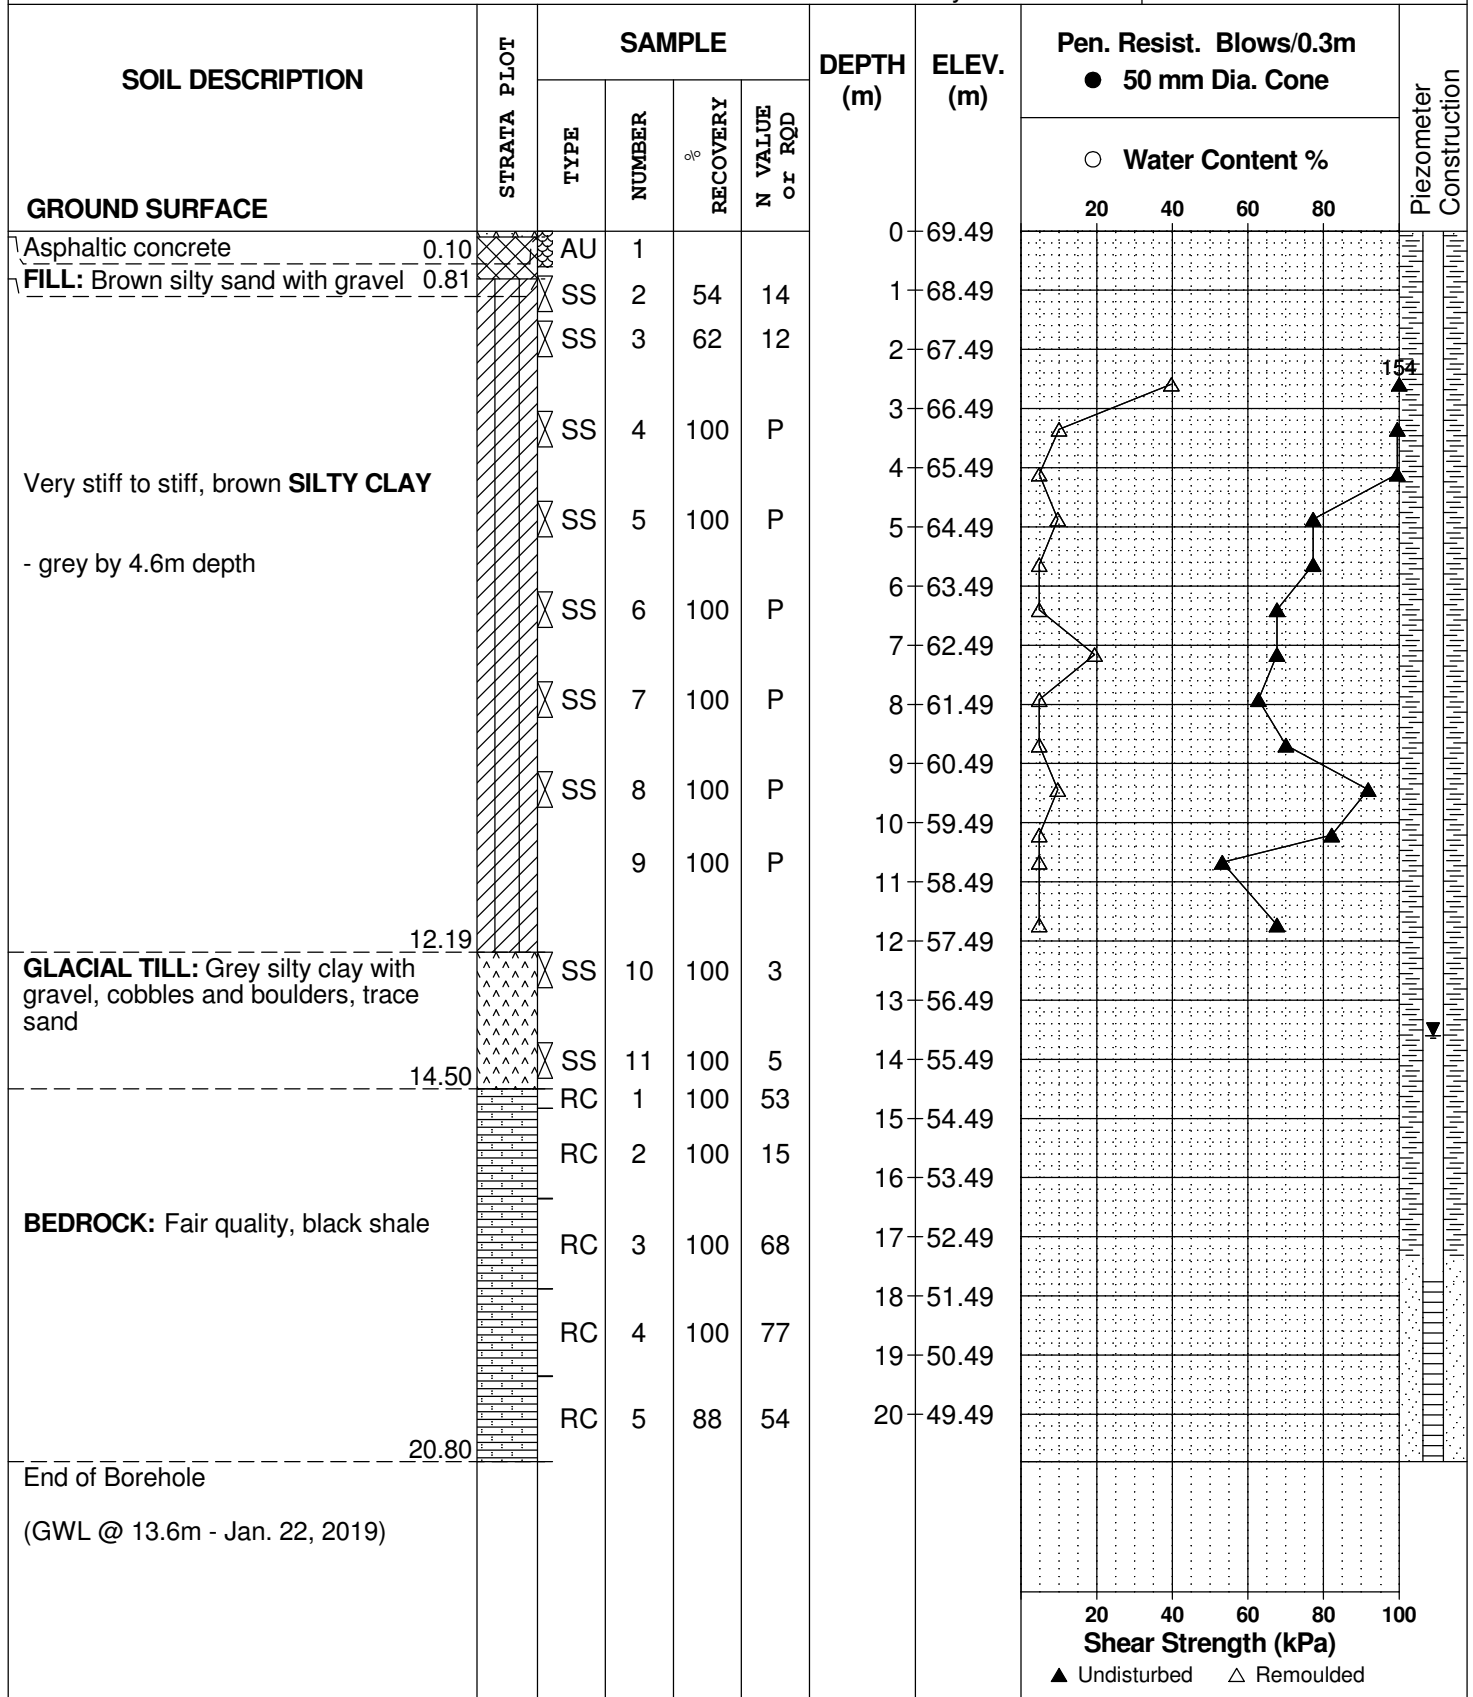 SOIL DESCRIPTION
GROUND SURFACE
STRATA PLOT
SAMPLE
TYPE
NUMBER
% RECOVERY
N VALUE or RQD
DEPTH (m)
ELEV. (m)
Pen. Resist. Blows/0.3m
● 50 mm Dia. Cone
○ Water Content %
20 40 60 80
Piezometer Construction
Asphaltic concrete 0.10
FILL: Brown silty sand with gravel 0.81
Very stiff to stiff, brown SILTY CLAY
- grey by 4.6m depth
12.19
GLACIAL TILL: Grey silty clay with
gravel, cobbles and boulders, trace
sand
14.50
BEDROCK: Fair quality, black shale
20.80
End of Borehole
(GWL @ 13.6m - Jan. 22, 2019)
AU 1
SS 2 54 14
SS 3 62 12
SS 4 100 P
SS 5 100 P
SS 6 100 P
SS 7 100 P
SS 8 100 P
9 100 P
SS 10 100 3
SS 11 100 5
RC 1 100 53
RC 2 100 15
RC 3 100 68
RC 4 100 77
RC 5 88 54
0 69.49
1 68.49
2 67.49
3 66.49
4 65.49
5 64.49
6 63.49
7 62.49
8 61.49
9 60.49
10 59.49
11 58.49
12 57.49
13 56.49
14 55.49
15 54.49
16 53.49
17 52.49
18 51.49
19 50.49
20 49.49
154
20 40 60 80 100
Shear Strength (kPa)
▲ Undisturbed △ Remoulded